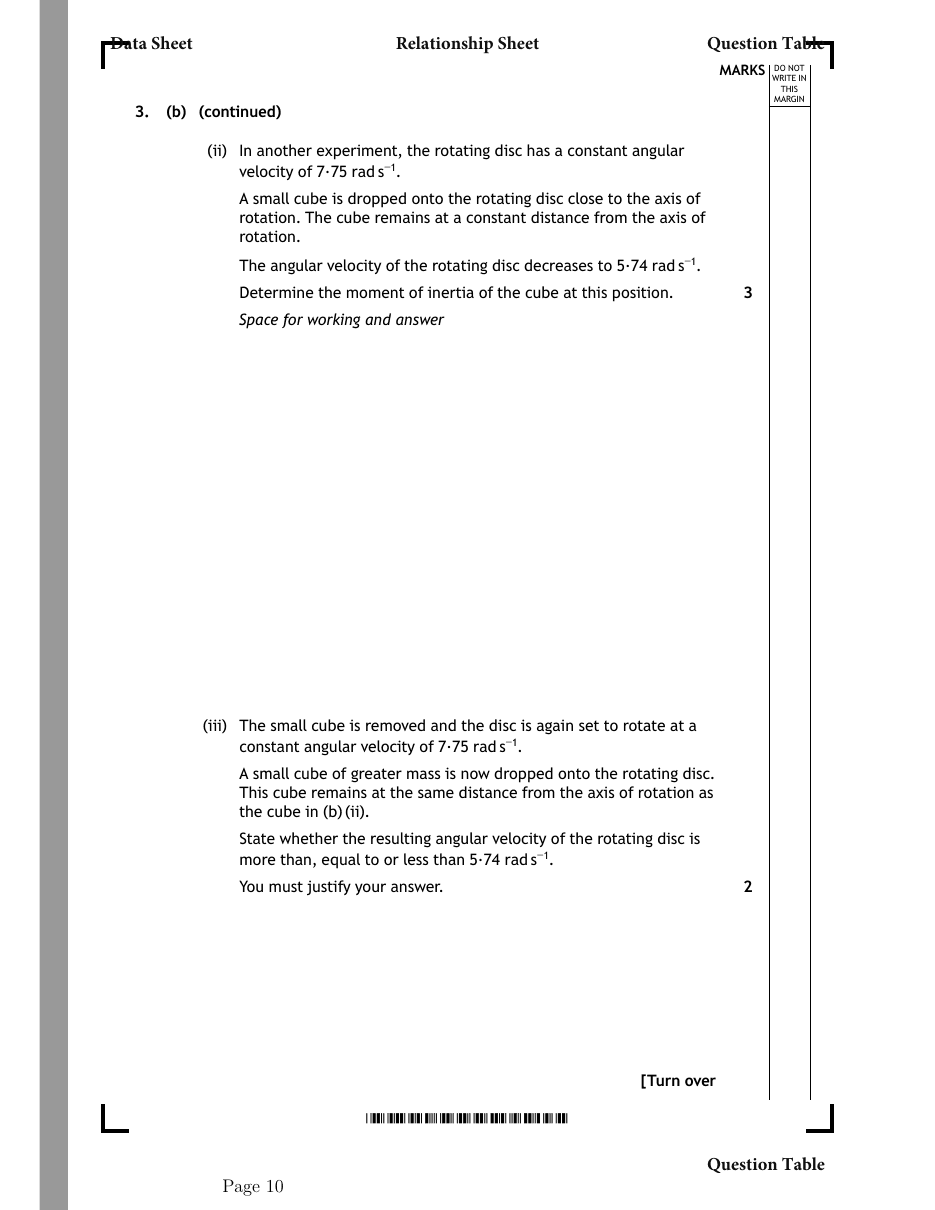 Data Sheet Relationship Sheet Question Table
MARKS
DO NOT
WRITE IN
THIS
MARGIN
3. (b) (continued)
(ii) In another experiment, the rotating disc has a constant angular
velocity of 7·75 rad s⁻¹.
A small cube is dropped onto the rotating disc close to the axis of
rotation. The cube remains at a constant distance from the axis of
rotation.
The angular velocity of the rotating disc decreases to 5·74 rad s⁻¹.
Determine the moment of inertia of the cube at this position. 3
Space for working and answer
(iii) The small cube is removed and the disc is again set to rotate at a
constant angular velocity of 7·75 rad s⁻¹.
A small cube of greater mass is now dropped onto the rotating disc.
This cube remains at the same distance from the axis of rotation as
the cube in (b)(ii).
State whether the resulting angular velocity of the rotating disc is
more than, equal to or less than 5·74 rad s⁻¹.
You must justify your answer. 2
[Turn over
Question Table
Page 10